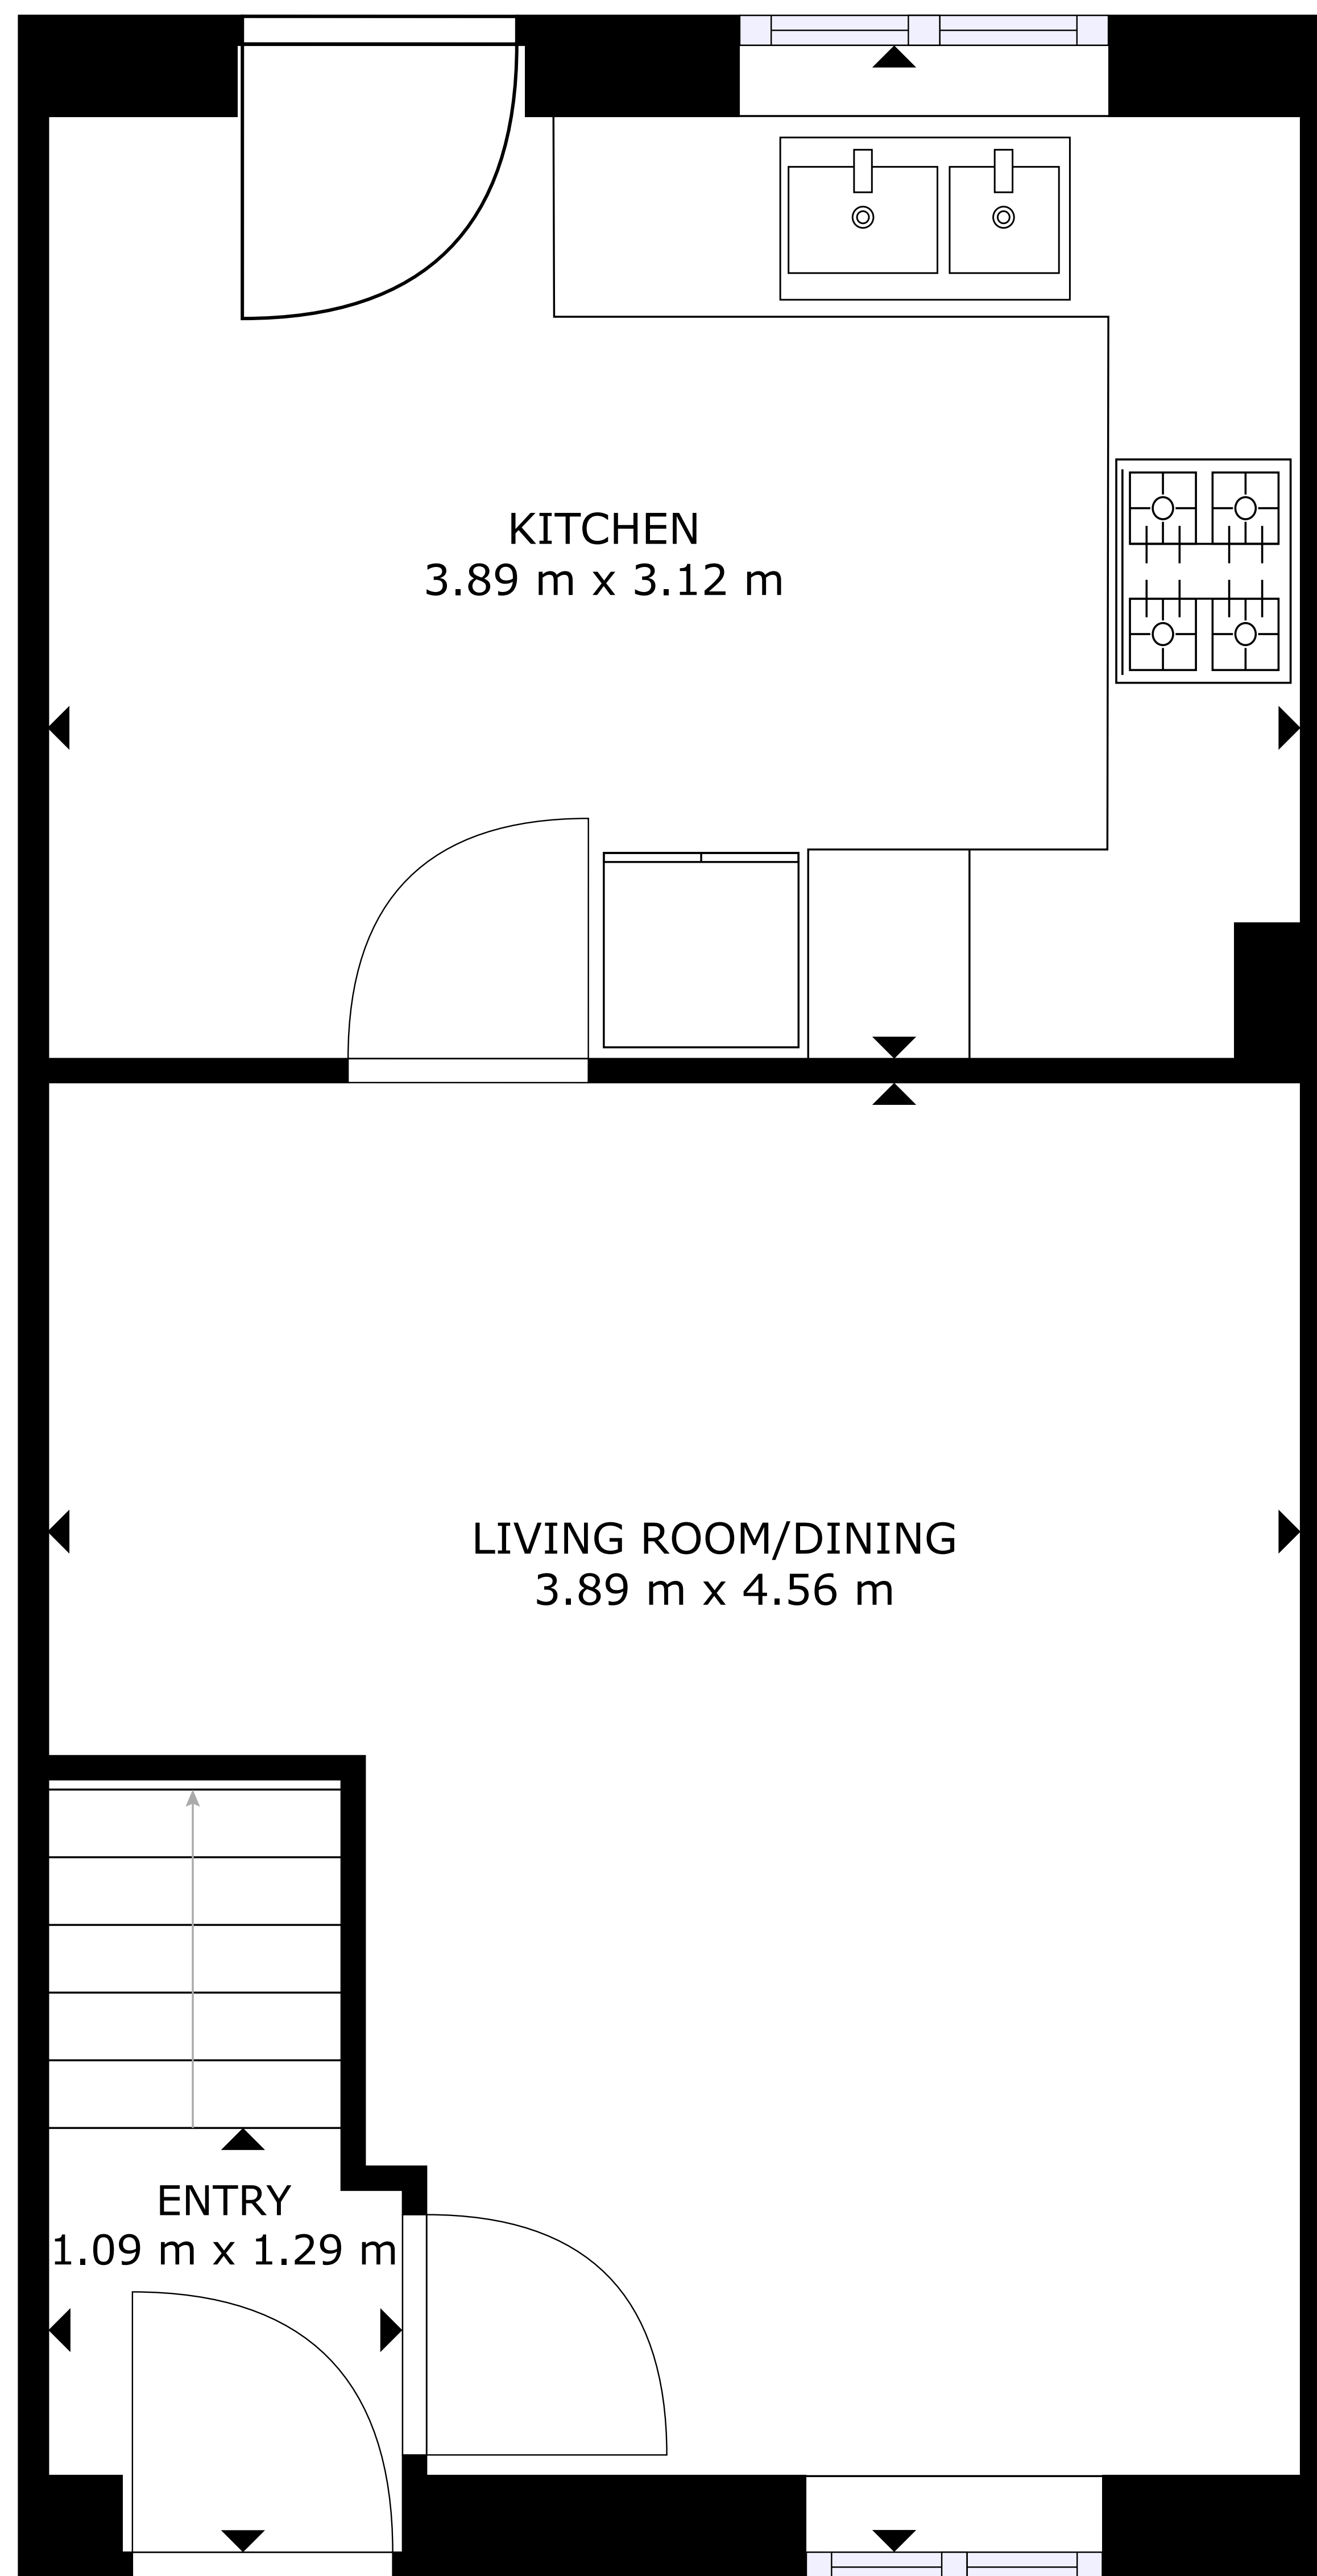 KITCHEN
3.89 m x 3.12 m
LIVING ROOM/DINING
3.89 m x 4.56 m
ENTRY
1.09 m x 1.29 m